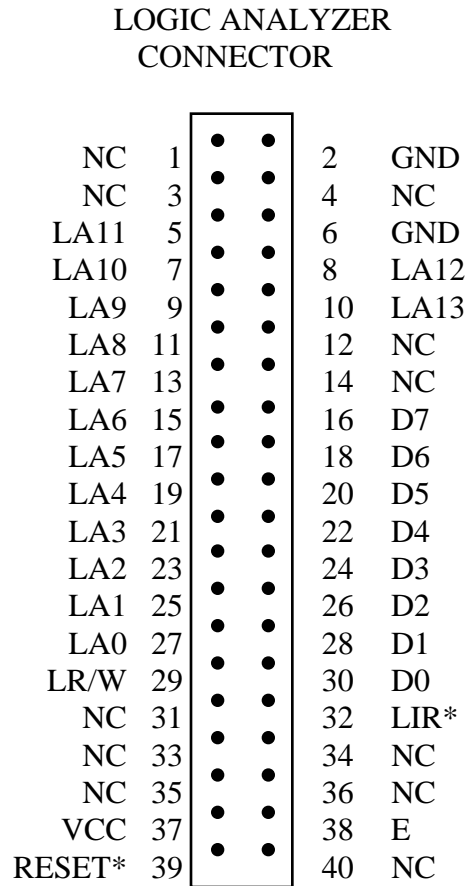 LOGIC ANALYZER
CONNECTOR
NC 1 2 GND
NC 3 4 NC
LA11 5 6 GND
LA10 7 8 LA12
LA9 9 10 LA13
LA8 11 12 NC
LA7 13 14 NC
LA6 15 16 D7
LA5 17 18 D6
LA4 19 20 D5
LA3 21 22 D4
LA2 23 24 D3
LA1 25 26 D2
LA0 27 28 D1
LR/W 29 30 D0
NC 31 32 LIR*
NC 33 34 NC
NC 35 36 NC
VCC 37 38 E
RESET* 39 40 NC